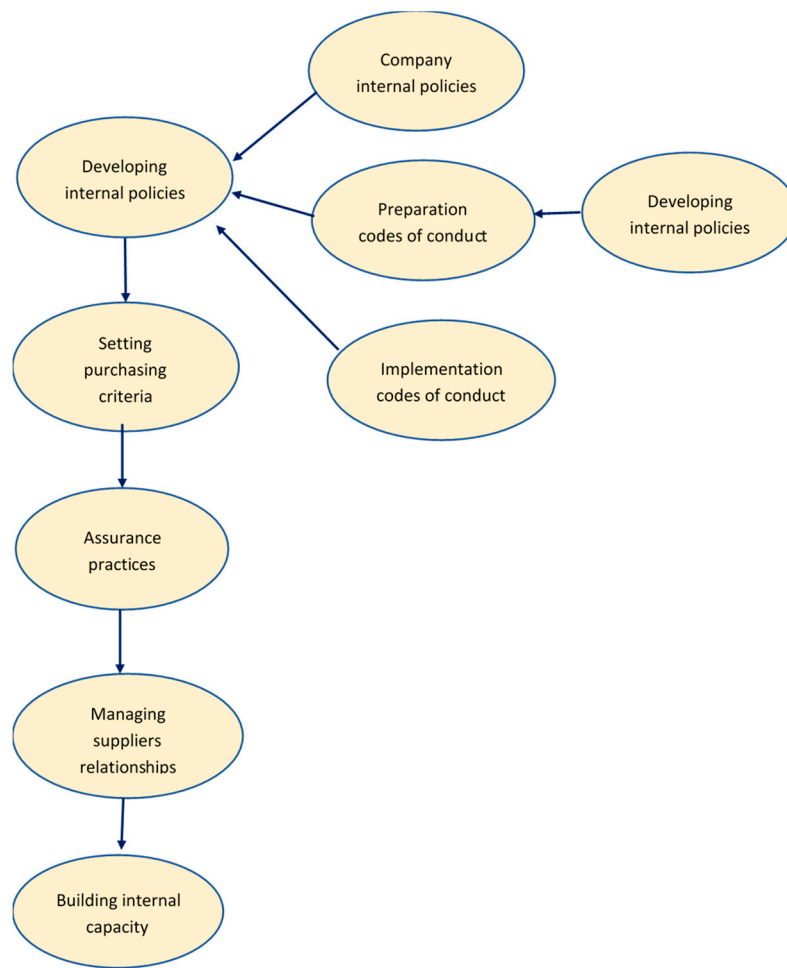 Company
internal policies
Developing
internal policies
Preparation
codes of conduct
Developing
internal policies
Setting
purchasing
criteria
Implementation
codes of conduct
Assurance
practices
Managing
suppliers
relationships
Building internal
capacity